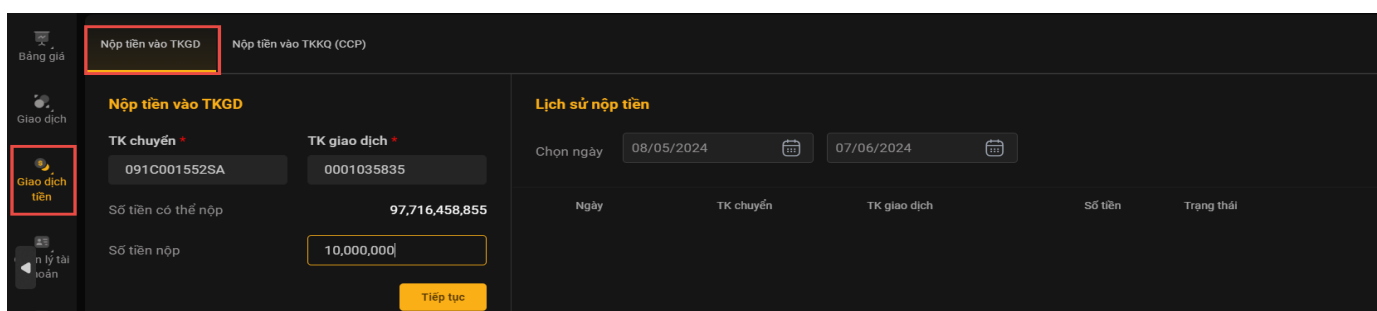 Bảng giá
Giao dịch
Giao dịch
tiền
n lý tài
Nộp tiền vào TKGD
Nộp tiền vào TKKQ (CCP)
Nộp tiền vào TKGD
TK chuyển *
TK giao dịch *
091C001552SA
0001035835
Số tiền có thể nộp
97,716,458,855
Số tiền nộp
10,000,000
Tiếp tục
Lịch sử nộp tiền
Chọn ngày
08/05/2024
07/06/2024
Ngày
TK chuyển
TK giao dịch
Số tiền
Trạng thái